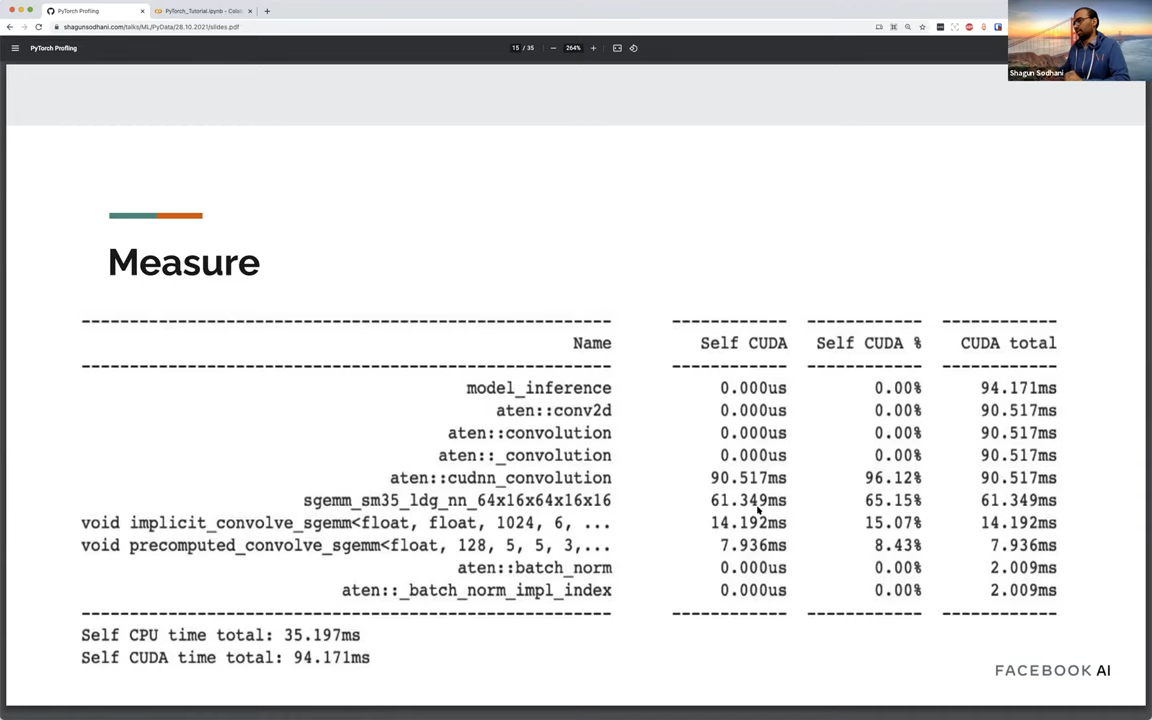 PyTorch Profling
PyTorch_Tutorial.ipynb - Colab
shagunsodhani.com/talks/ML/PyData/28.10.2021/slides.pdf
PyTorch Profling
15 / 35
264%
Shagun Sodhani
Measure
Name Self CUDA Self CUDA % CUDA total
model_inference 0.000us 0.00% 94.171ms
aten::conv2d 0.000us 0.00% 90.517ms
aten::convolution 0.000us 0.00% 90.517ms
aten::_convolution 0.000us 0.00% 90.517ms
aten::cudnn_convolution 90.517ms 96.12% 90.517ms
sgemm_sm35_ldg_nn_64x16x64x16x16 61.349ms 65.15% 61.349ms
void implicit_convolve_sgemm<float, float, 1024, 6, ... 14.192ms 15.07% 14.192ms
void precomputed_convolve_sgemm<float, 128, 5, 5, 3,... 7.936ms 8.43% 7.936ms
aten::batch_norm 0.000us 0.00% 2.009ms
aten::_batch_norm_impl_index 0.000us 0.00% 2.009ms
Self CPU time total: 35.197ms
Self CUDA time total: 94.171ms
FACEBOOK AI